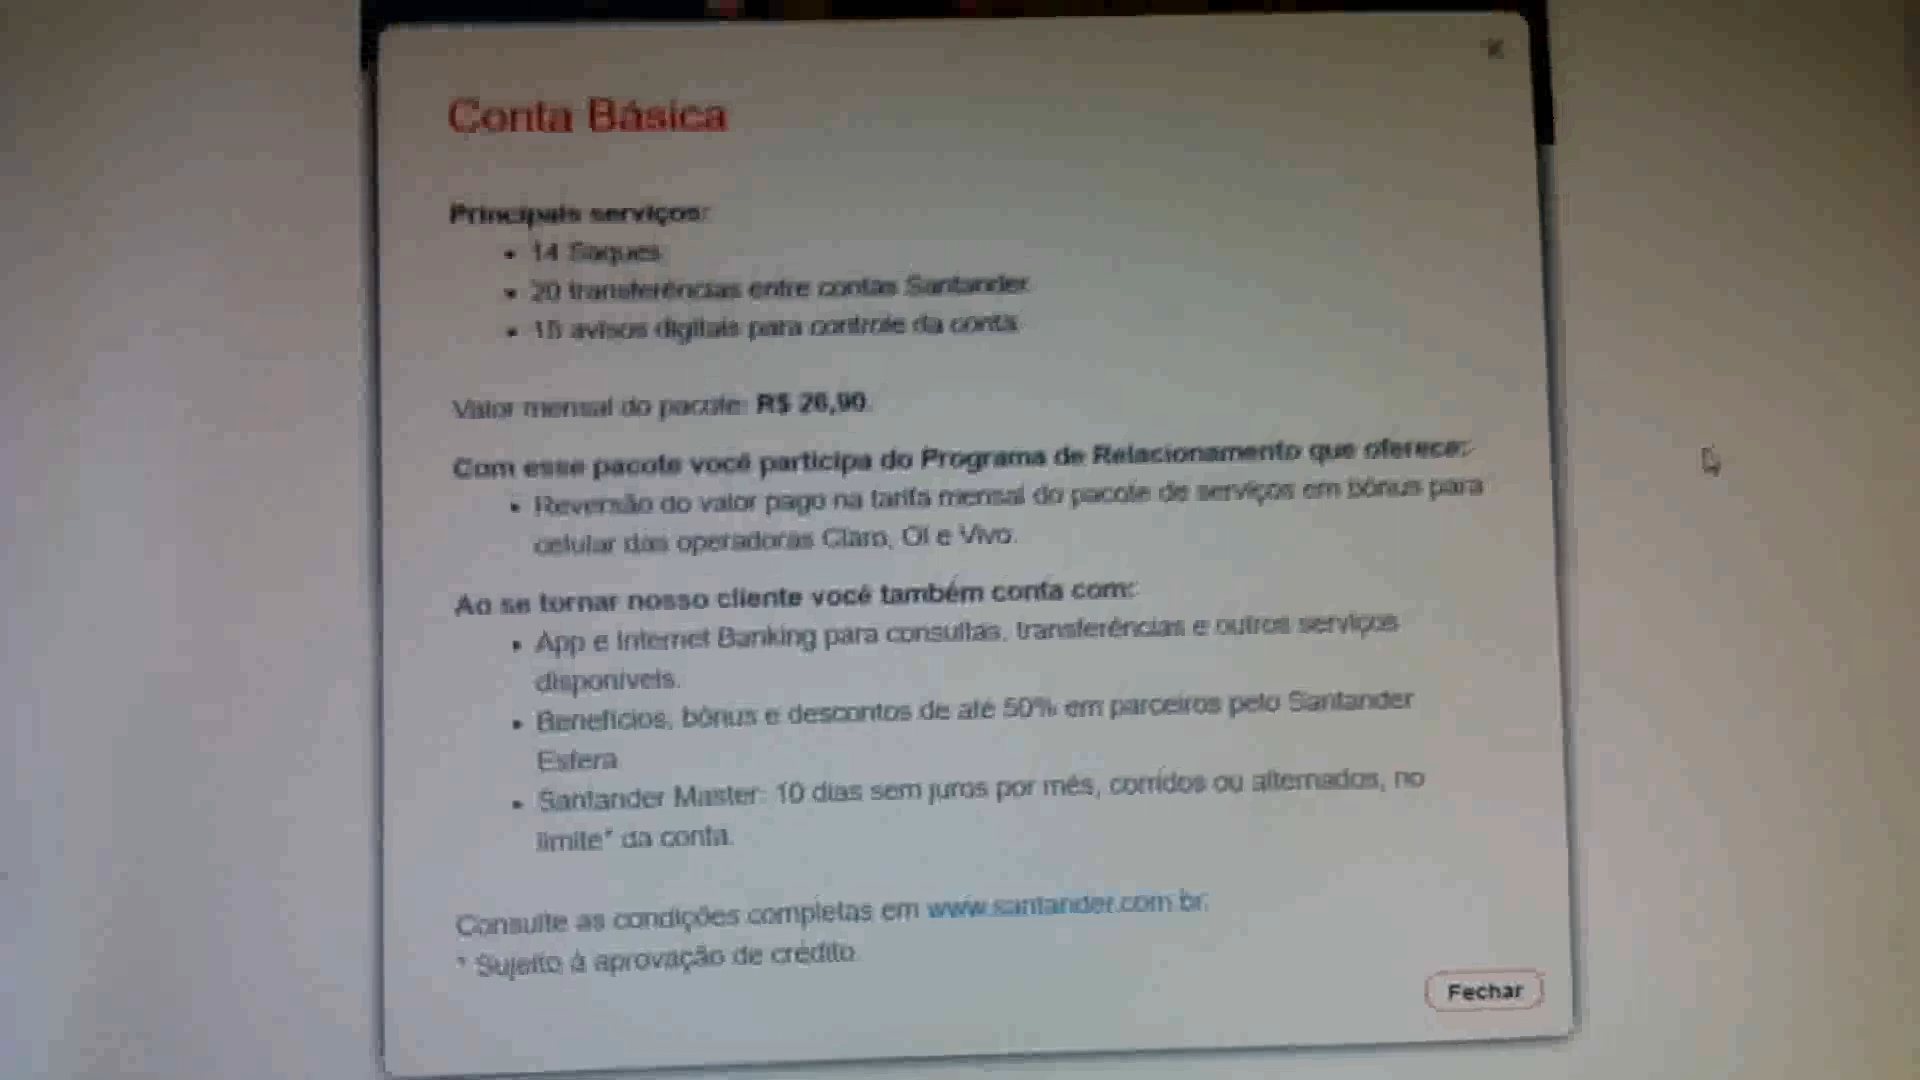 Conta Básica
Principais serviços:
• 14 Saques
• 20 transferências entre contas Santander
• 15 avisos digitais para controle da conta
Valor mensal do pacote: R$ 26,90.
Com esse pacote você participa do Programa de Relacionamento que oferece:
• Reversão do valor pago na tarifa mensal do pacote de serviços em bônus para
celular das operadoras Claro, Oi e Vivo.
Ao se tornar nosso cliente você também conta com:
• App e Internet Banking para consultas, transferências e outros serviços
disponíveis.
• Benefícios, bônus e descontos de até 50% em parceiros pelo Santander
Esfera
• Santander Master: 10 dias sem juros por mês, corridos ou alternados, no
limite* da conta.
Consulte as condições completas em www.santander.com.br.
* Sujeito à aprovação de crédito.
Fechar